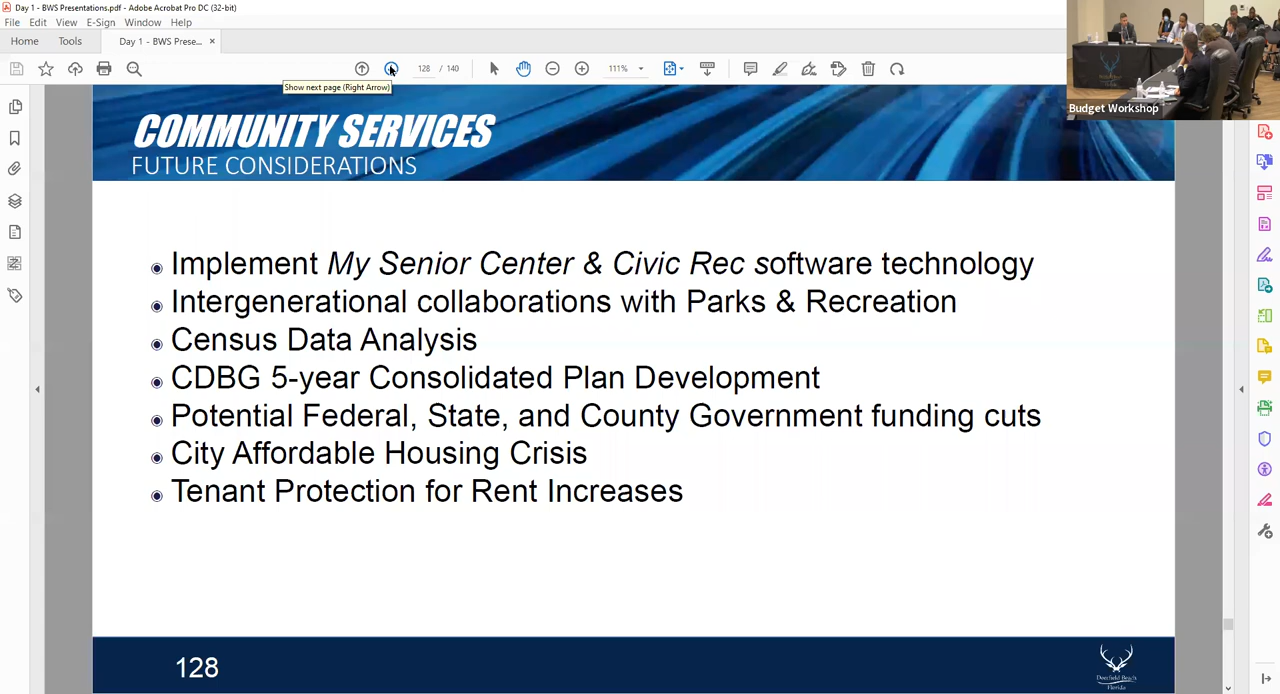 Day 1 - BWS Presentations.pdf - Adobe Acrobat Pro DC (32-bit)
File Edit View E-Sign Window Help
Home Tools Day 1 - BWS Prese... ×
128 / 140 111%
Show next page (Right Arrow)
Budget Workshop
COMMUNITY SERVICES
FUTURE CONSIDERATIONS
Implement My Senior Center & Civic Rec software technology
Intergenerational collaborations with Parks & Recreation
Census Data Analysis
CDBG 5-year Consolidated Plan Development
Potential Federal, State, and County Government funding cuts
City Affordable Housing Crisis
Tenant Protection for Rent Increases
128
Deerfield Beach
Florida